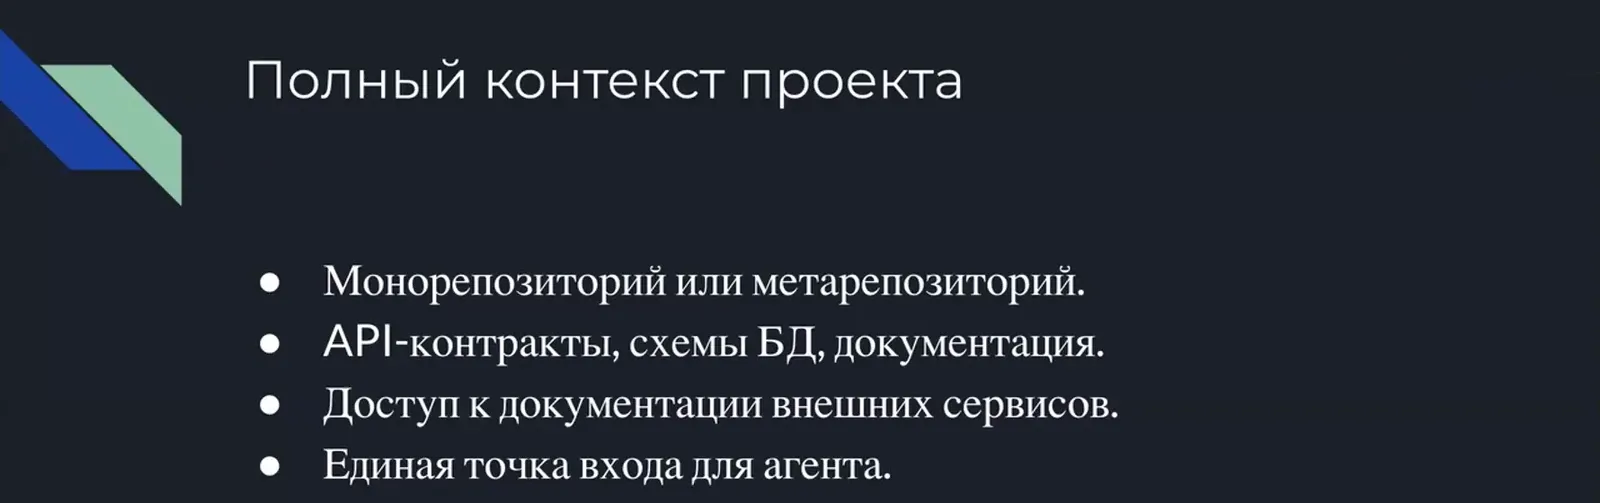 Полный контекст проекта
● Монорепозиторий или метарепозиторий.
● API-контракты, схемы БД, документация.
● Доступ к документации внешних сервисов.
● Единая точка входа для агента.